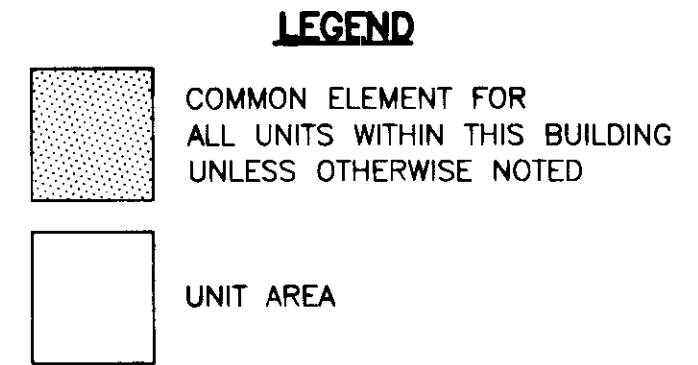 LEGEND
COMMON ELEMENT FOR
ALL UNITS WITHIN THIS BUILDING
UNLESS OTHERWISE NOTED
UNIT AREA